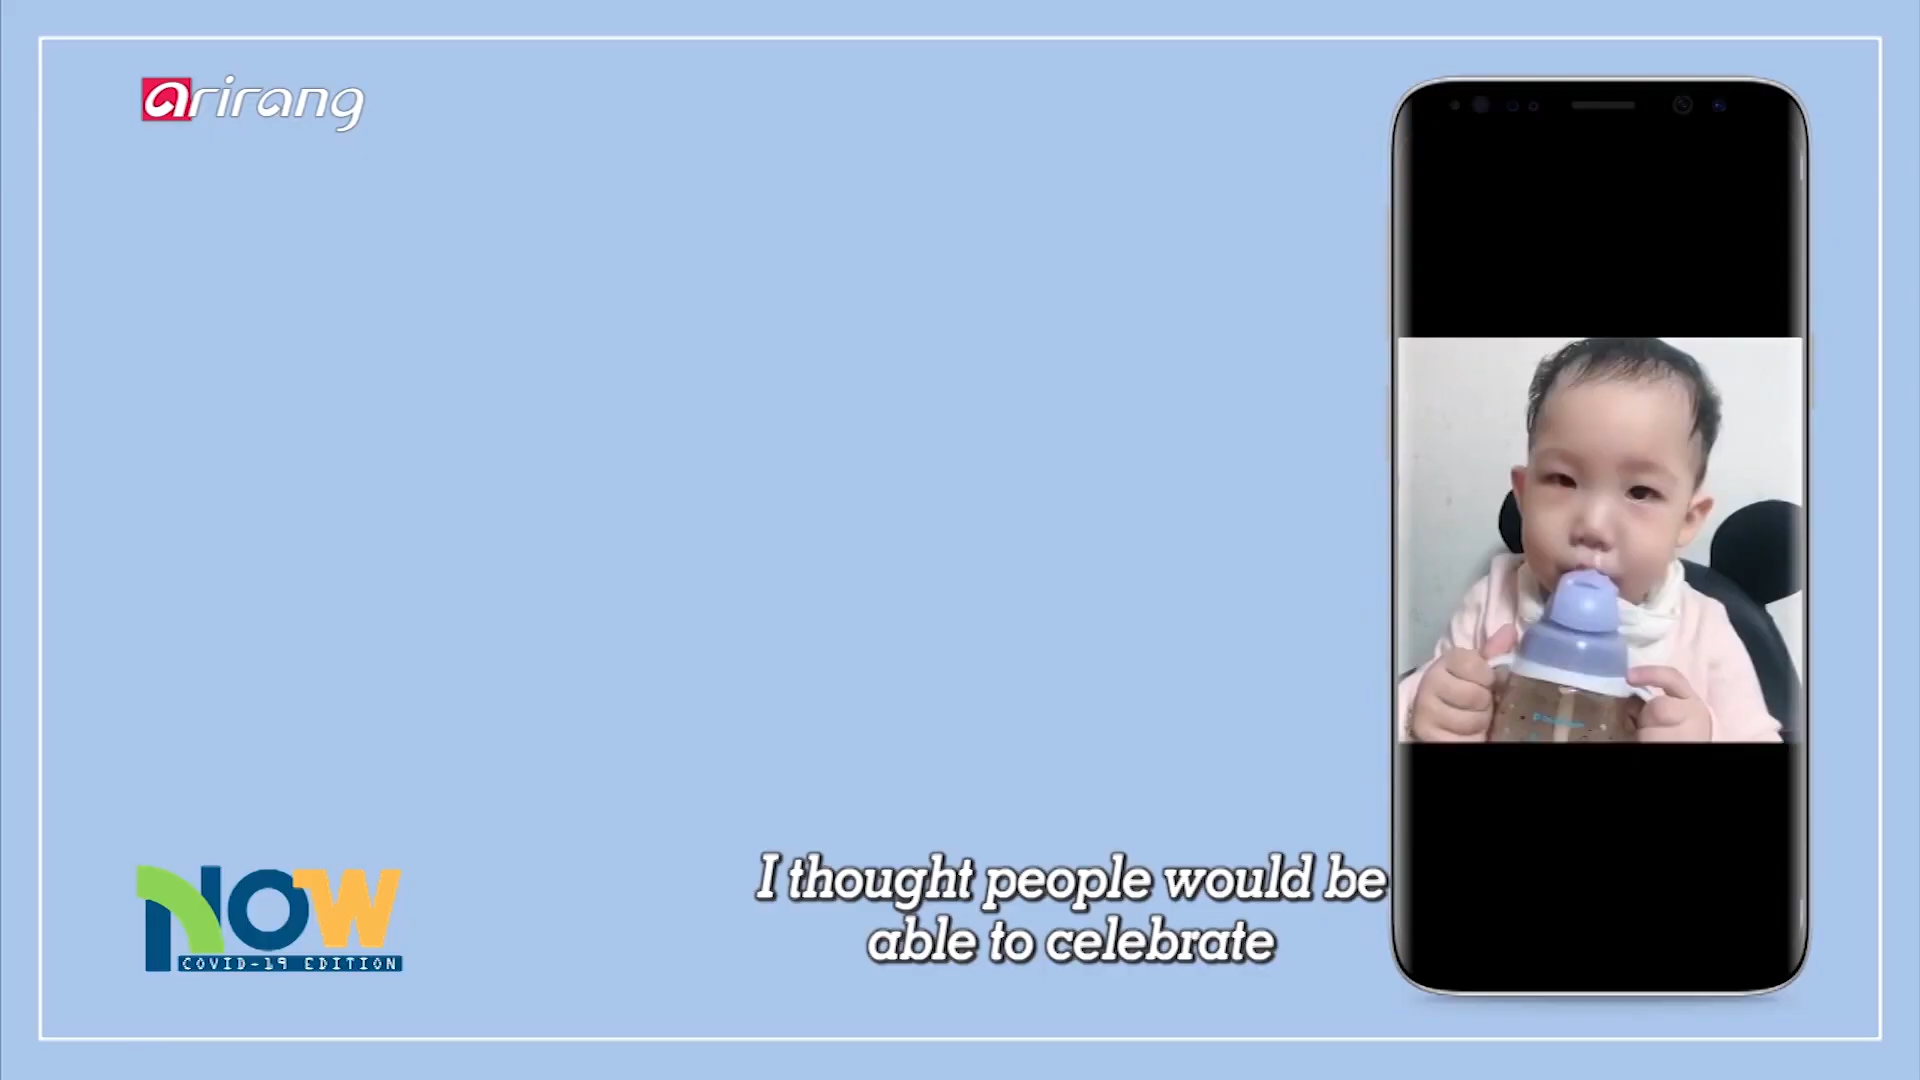 arirang
I thought people would be
able to celebrate
NOW
COVID-19 EDITION